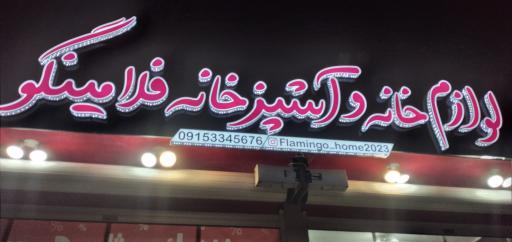 لوازم خانه و آشپزخانه فلامینگو
09153345676 Flamingo_home2023